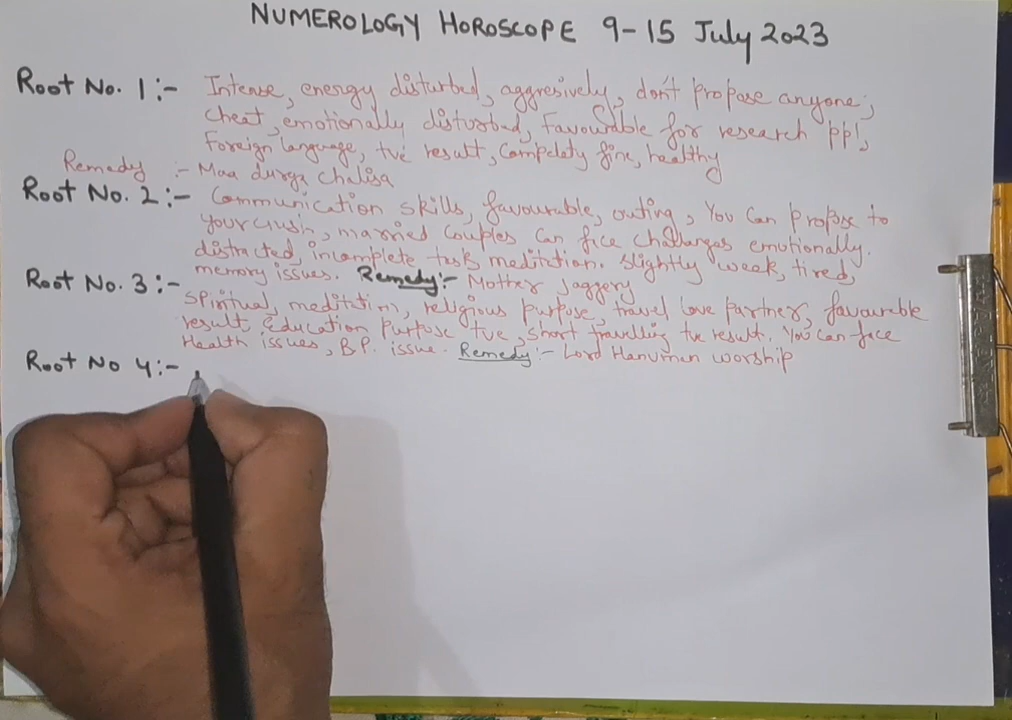 NUMEROLOGY HOROSCOPE 9-15 July 2023
Root No. 1:- Intense, energy disturbed, aggresively, don't propose anyone,
cheat, emotionally disturbed, Favourable for research ppl,
Foreign language, +ve result, Completely fine, healthy
Remedy :- Maa durga Chalisa
Root No. 2:- Communication skills, favourable, outing, You Can propose to
your crush, married Couples Can fice Challanges emotionally.
distracted, incomplete task meditation. Slightly week, tired,
memory issues. Remedy:- Mother Jaggery
Root No. 3:- Spiritual, meditation, religious purpose, travel love partner, favourable
result, Education purpose +ve, short travelling +ve result. You can face
Health issues, B.P. issue. Remedy:- Lord Hanuman worship
Root No 4:-